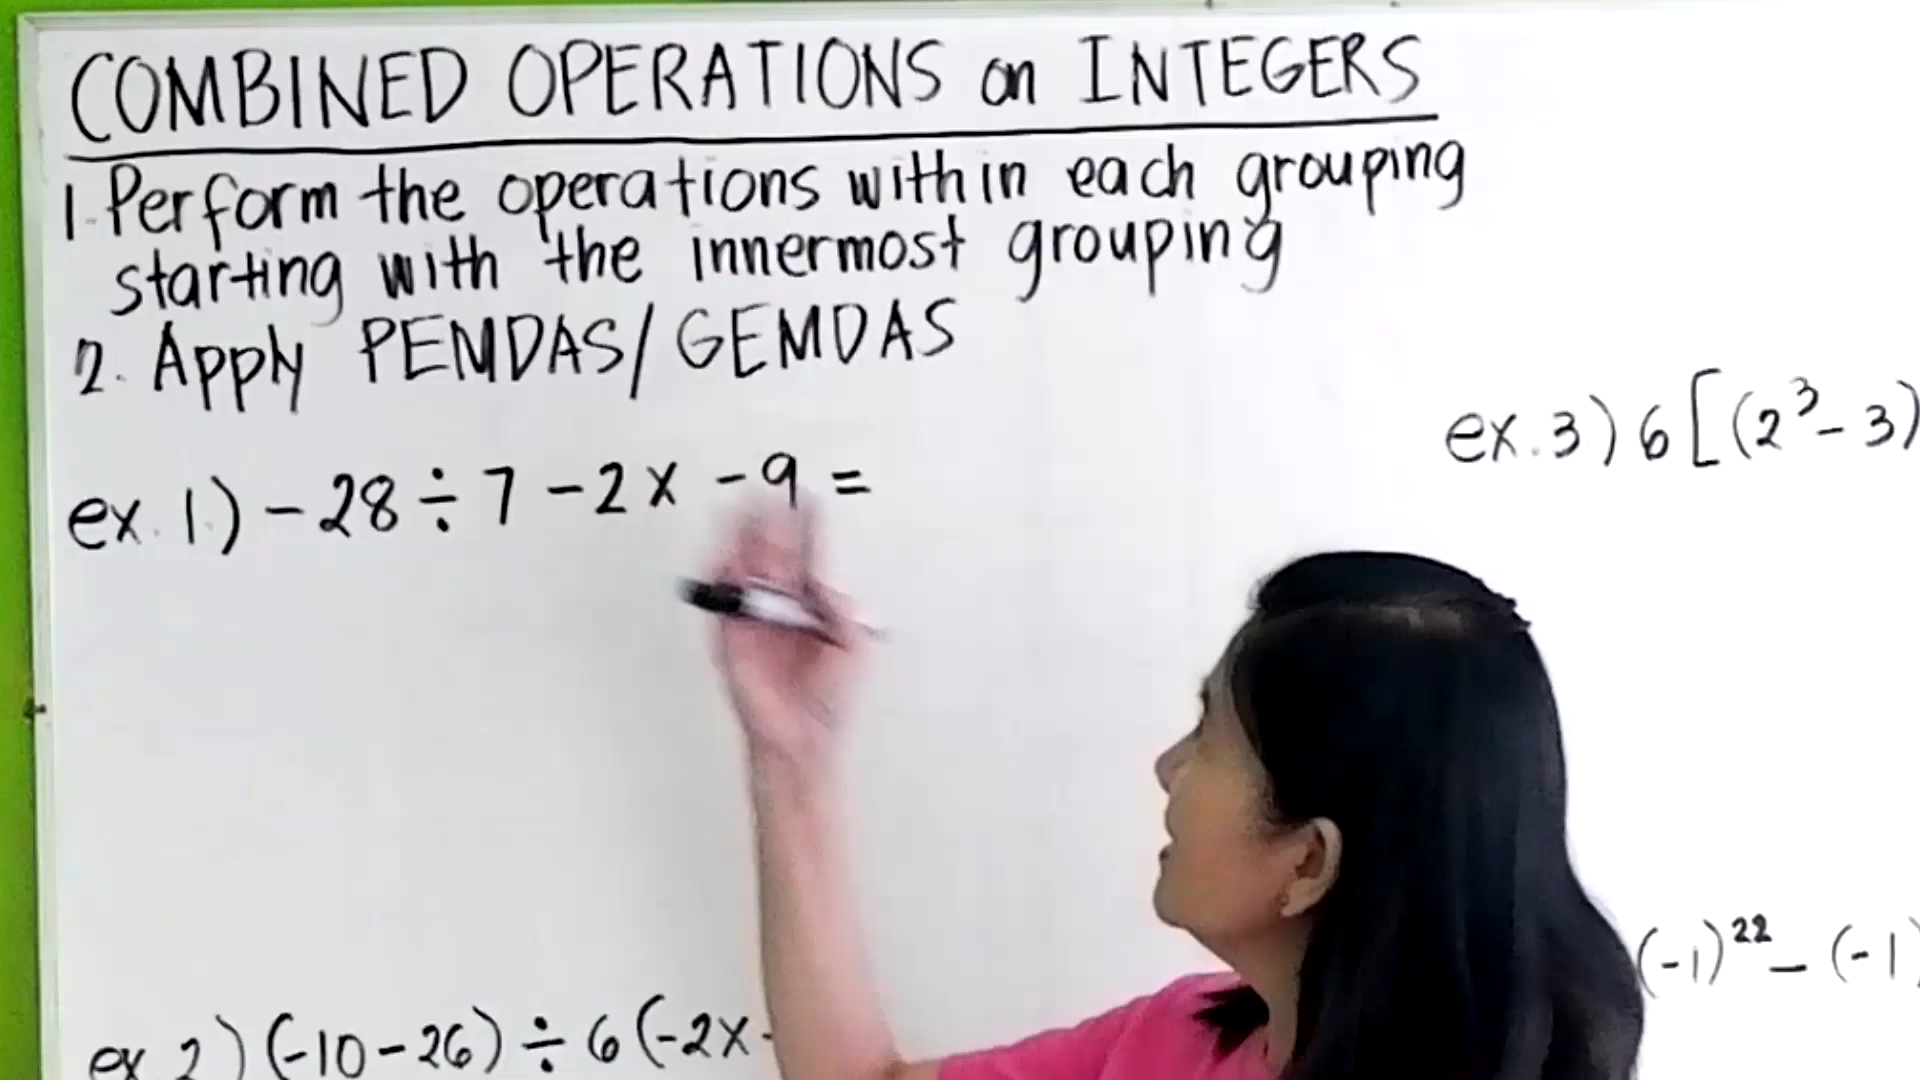 COMBINED OPERATIONS on INTEGERS
1. Perform the operations within each grouping
starting with the innermost grouping
2. Apply PEMDAS/GEMDAS
ex. 1.) -28 ÷ 7 - 2 x -9 =
ex. 2) (-10 - 26) ÷ 6 (-2 x -
ex. 3) 6 [(2³ - 3)
(-1)²² - (-1)